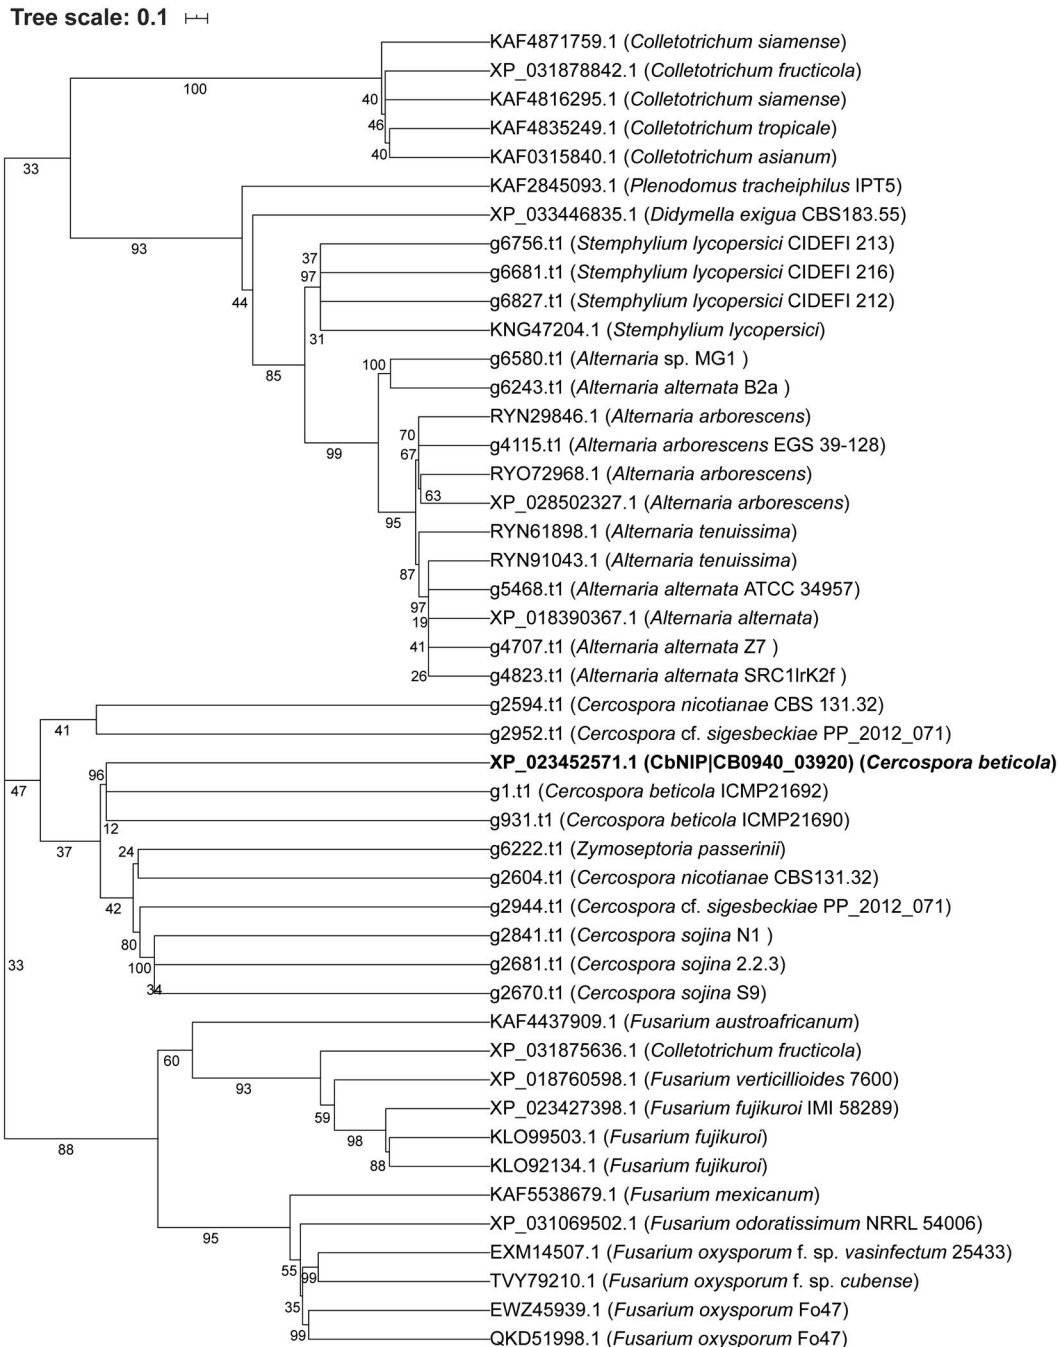 Tree scale: 0.1
KAF4871759.1 (Colletotrichum siamense)
XP_031878842.1 (Colletotrichum fructicola)
100
40
KAF4816295.1 (Colletotrichum siamense)
46
KAF4835249.1 (Colletotrichum tropicale)
40
KAF0315840.1 (Colletotrichum asianum)
33
KAF2845093.1 (Plenodomus tracheiphilus IPT5)
XP_033446835.1 (Didymella exigua CBS183.55)
93
g6756.t1 (Stemphylium lycopersici CIDEFI 213)
37
97
g6681.t1 (Stemphylium lycopersici CIDEFI 216)
44
g6827.t1 (Stemphylium lycopersici CIDEFI 212)
KNG47204.1 (Stemphylium lycopersici)
31
g6580.t1 (Alternaria sp. MG1 )
100
85
g6243.t1 (Alternaria alternata B2a )
RYN29846.1 (Alternaria arborescens)
70
g4115.t1 (Alternaria arborescens EGS 39-128)
99
67
RYO72968.1 (Alternaria arborescens)
63
XP_028502327.1 (Alternaria arborescens)
95
RYN61898.1 (Alternaria tenuissima)
RYN91043.1 (Alternaria tenuissima)
87
g5468.t1 (Alternaria alternata ATCC 34957)
97
XP_018390367.1 (Alternaria alternata)
19
g4707.t1 (Alternaria alternata Z7 )
41
g4823.t1 (Alternaria alternata SRC1lrK2f )
26
g2594.t1 (Cercospora nicotianae CBS 131.32)
41
g2952.t1 (Cercospora cf. sigesbeckiae PP_2012_071)
XP_023452571.1 (CbNIP|CB0940_03920) (Cercospora beticola)
96
47
g1.t1 (Cercospora beticola ICMP21692)
g931.t1 (Cercospora beticola ICMP21690)
12
37
24
g6222.t1 (Zymoseptoria passerinii)
g2604.t1 (Cercospora nicotianae CBS131.32)
42
g2944.t1 (Cercospora cf. sigesbeckiae PP_2012_071)
g2841.t1 (Cercospora sojina N1 )
80
33
100
g2681.t1 (Cercospora sojina 2.2.3)
34
g2670.t1 (Cercospora sojina S9)
KAF4437909.1 (Fusarium austroafricanum)
60
XP_031875636.1 (Colletotrichum fructicola)
93
XP_018760598.1 (Fusarium verticillioides 7600)
59
XP_023427398.1 (Fusarium fujikuroi IMI 58289)
98
KLO99503.1 (Fusarium fujikuroi)
88
88
KLO92134.1 (Fusarium fujikuroi)
KAF5538679.1 (Fusarium mexicanum)
95
XP_031069502.1 (Fusarium odoratissimum NRRL 54006)
EXM14507.1 (Fusarium oxysporum f. sp. vasinfectum 25433)
55
99
TVY79210.1 (Fusarium oxysporum f. sp. cubense)
35
EWZ45939.1 (Fusarium oxysporum Fo47)
99
QKD51998.1 (Fusarium oxysporum Fo47)